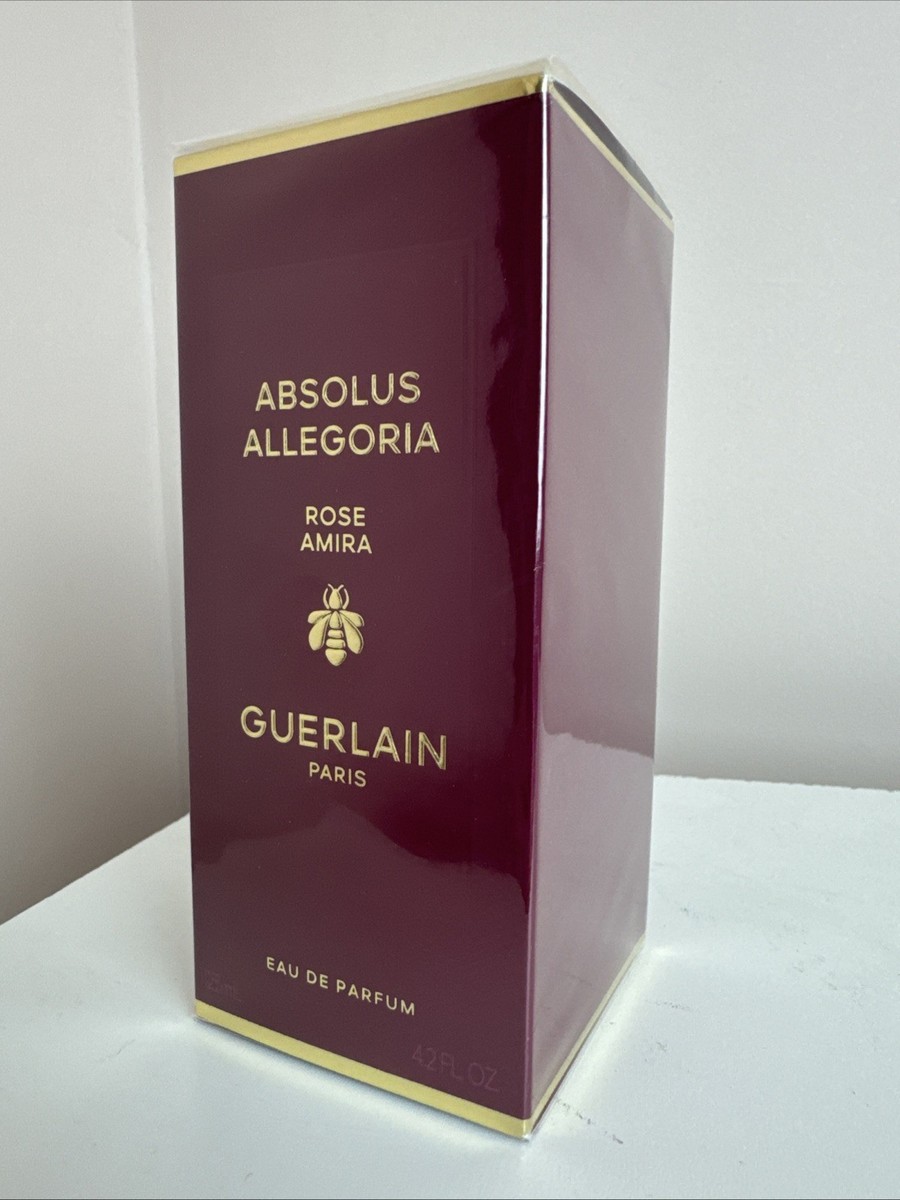 ABSOLUS
ALLEGORIA
ROSE
AMIRA
GUERLAIN
PARIS
EAU DE PARFUM
4.2 FL OZ